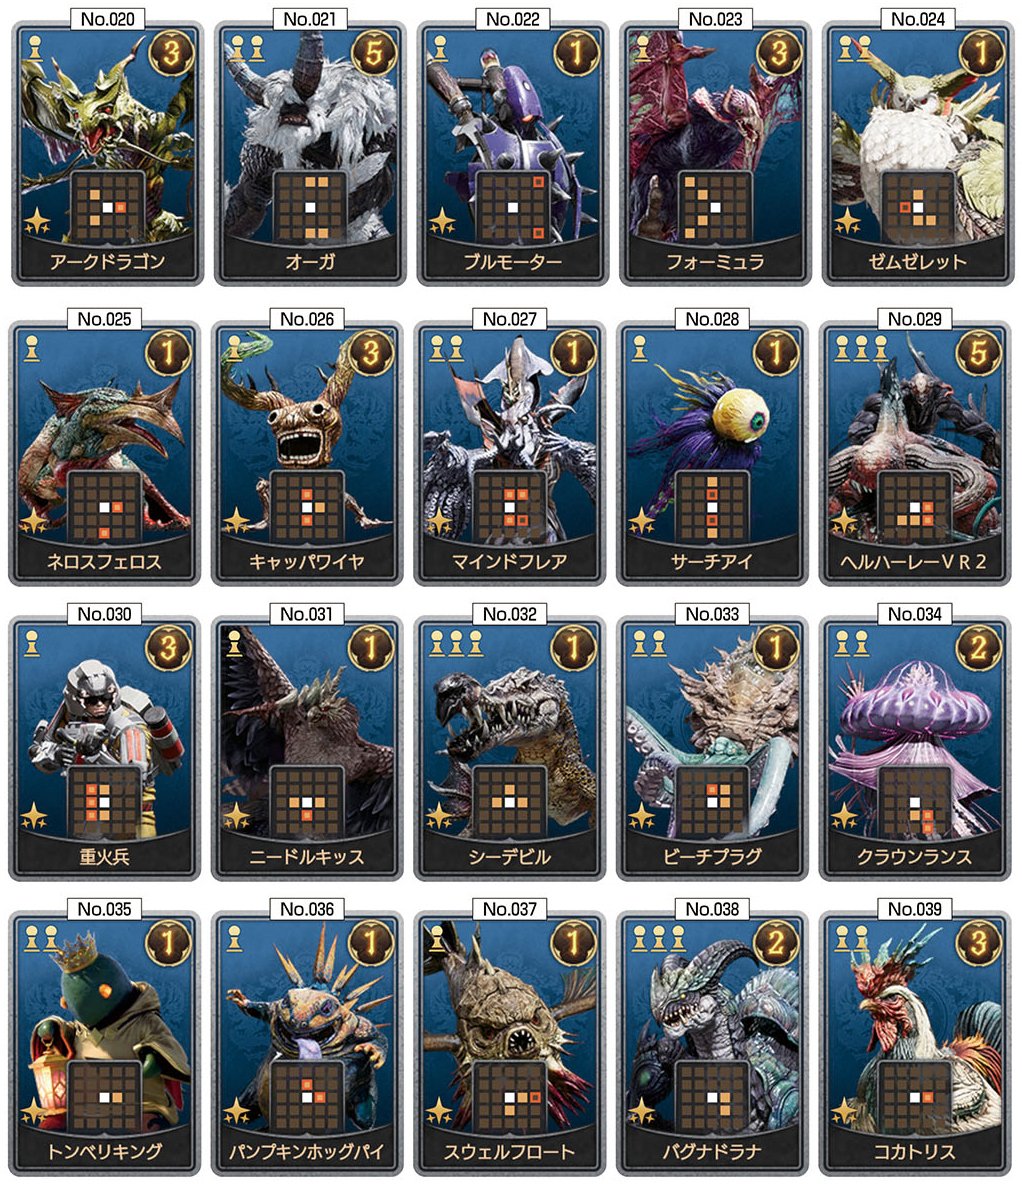 No.020
3
アークドラゴン
No.021
5
オーガ
No.022
1
ブルモーター
No.023
3
フォーミュラ
No.024
1
ゼムゼレット
No.025
1
ネロスフェロス
No.026
3
キャッパワイヤ
No.027
1
マインドフレア
No.028
1
サーチアイ
No.029
5
ヘルハーレーVR2
No.030
3
重火兵
No.031
1
ニードルキッス
No.032
1
シーデビル
No.033
1
ビーチプラグ
No.034
2
クラウンランス
No.035
1
トンベリキング
No.036
1
パンプキンホッグパイ
No.037
1
スウェルフロート
No.038
2
バグナドラナ
No.039
3
コカトリス